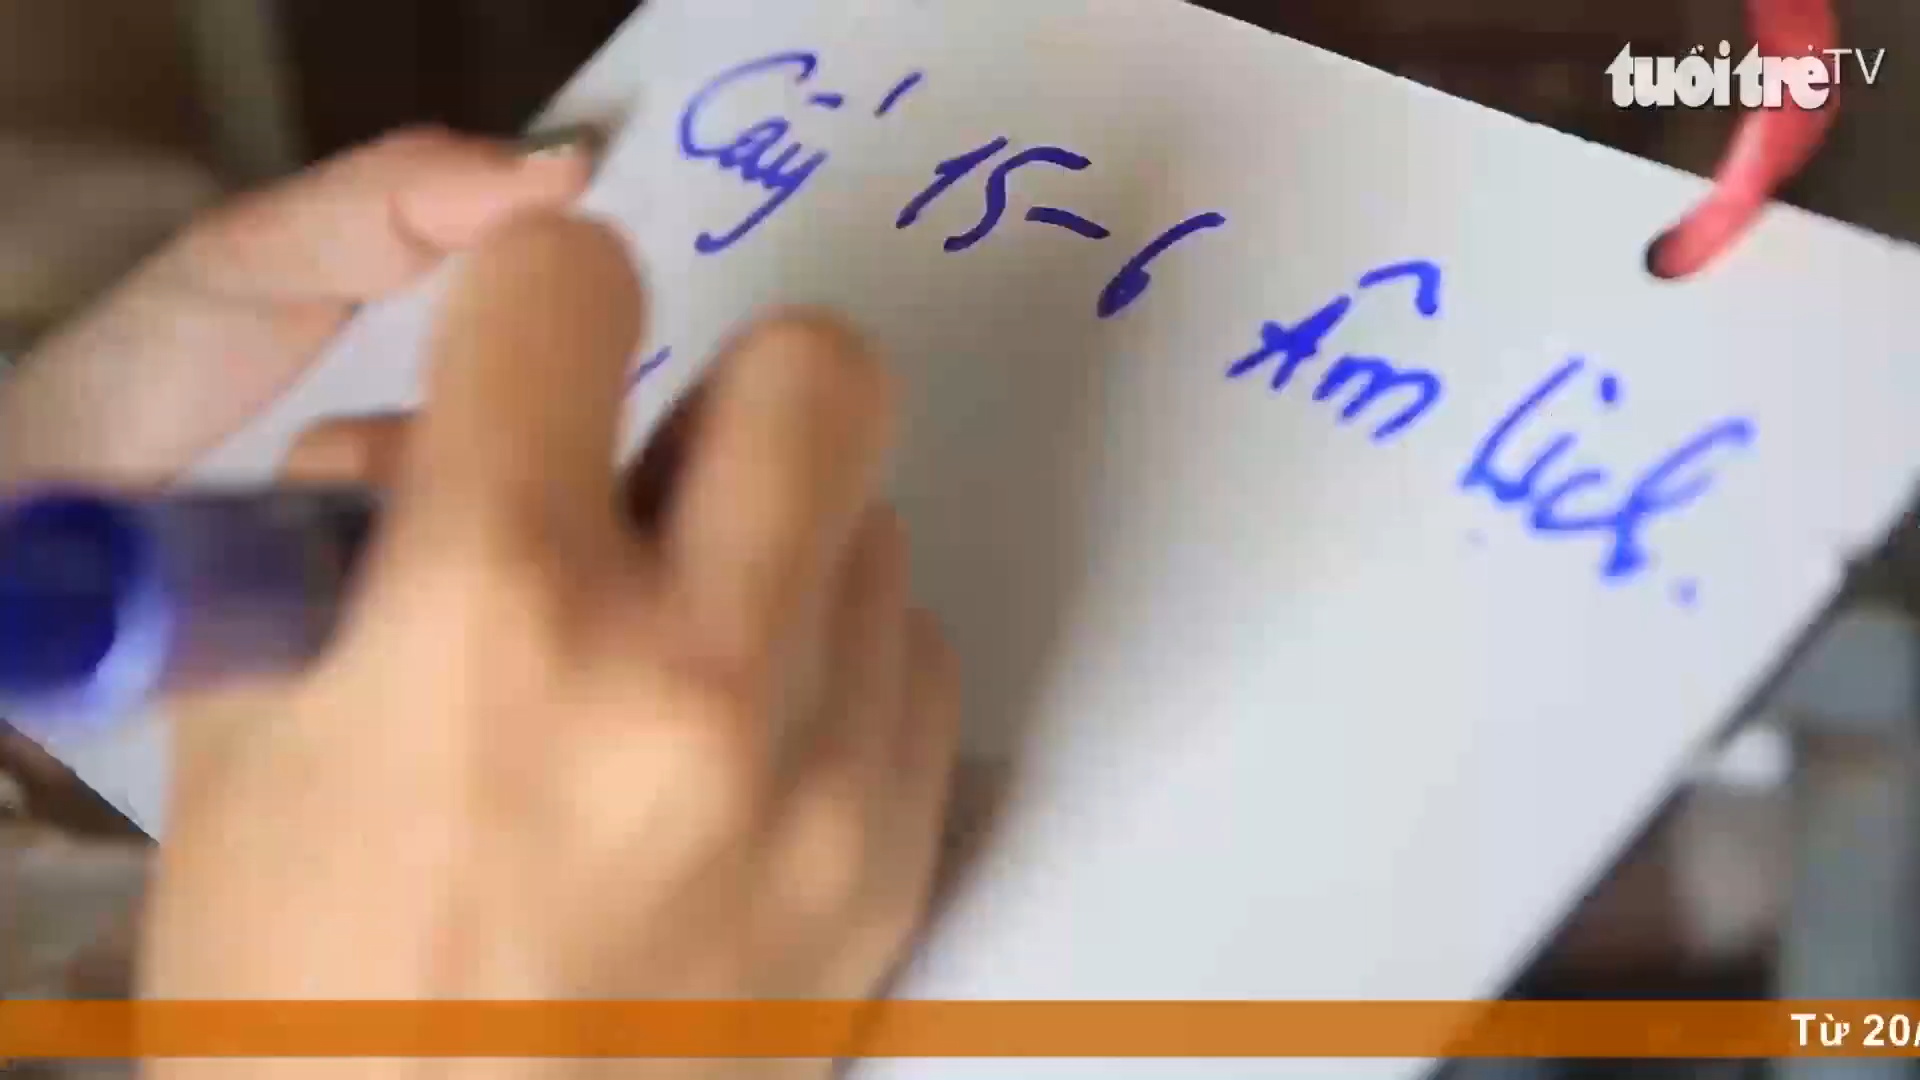 tuổi trẻ TV
Cấy 15-6 Âm lịch.
Từ 20